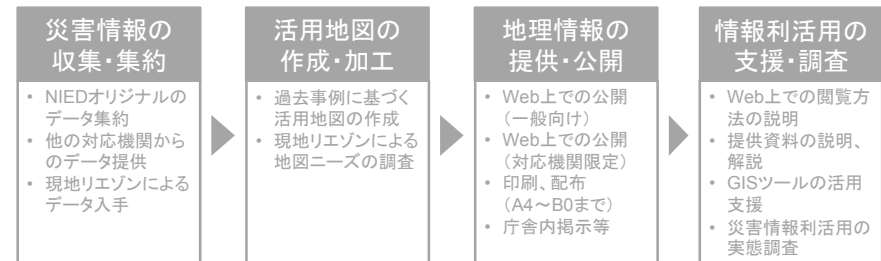 災害情報の
収集・集約
• NIEDオリジナルの
データ集約
• 他の対応機関から
のデータ提供
• 現地リエゾンによる
データ入手
活用地図の
作成・加工
• 過去事例に基づく
活用地図の作成
• 現地リエゾンによる
地図ニーズの調査
地理情報の
提供・公開
• Web上での公開
（一般向け）
• Web上での公開
（対応機関限定）
• 印刷、配布
（A4～B0まで）
• 庁舎内掲示等
情報利活用の
支援・調査
• Web上での閲覧方
法の説明
• 提供資料の説明、
解説
• GISツールの活用
支援
• 災害情報利活用の
実態調査